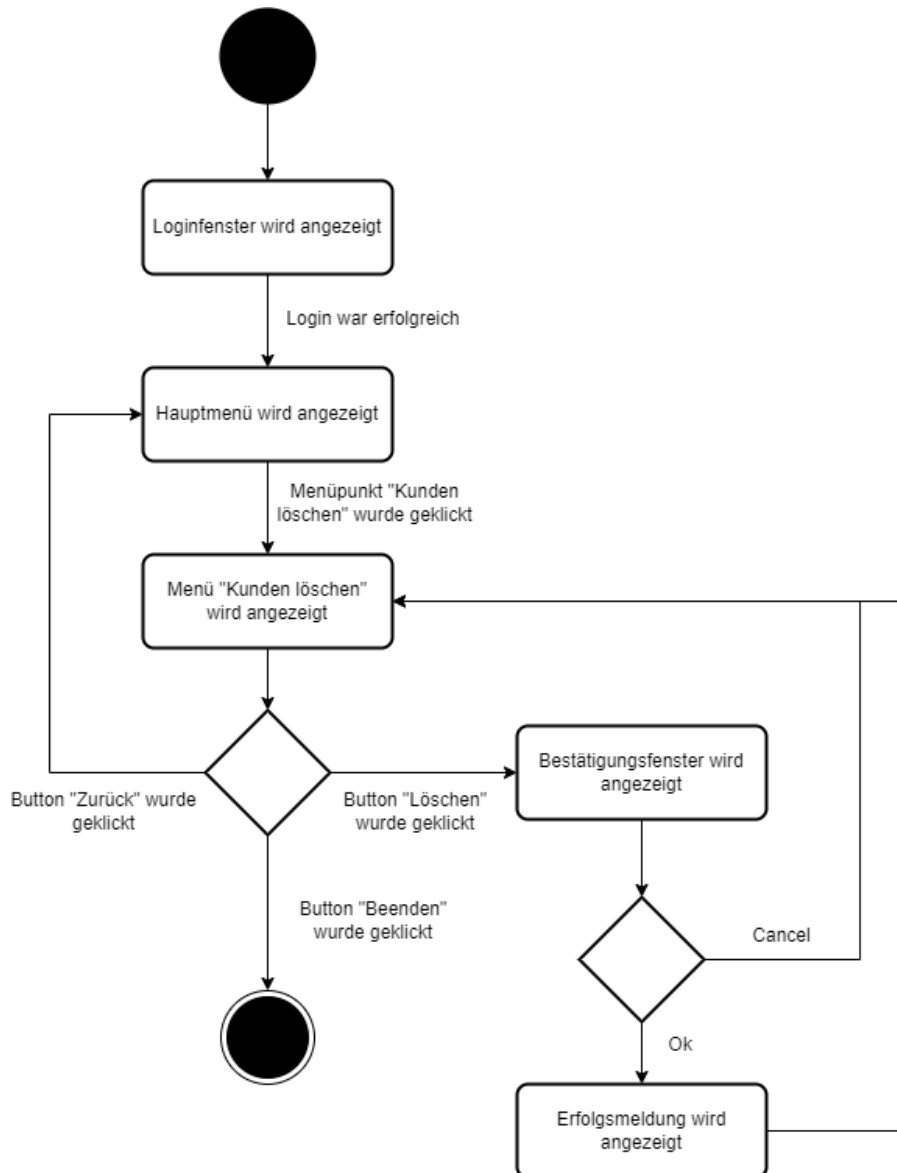 Loginfenster wird angezeigt
Login war erfolgreich
Hauptmenü wird angezeigt
Menüpunkt "Kunden
löschen" wurde geklickt
Menü "Kunden löschen"
wird angezeigt
Bestätigungsfenster wird
angezeigt
Button "Zurück" wurde
geklickt
Button "Löschen"
wurde geklickt
Button "Beenden"
wurde geklickt
Cancel
Ok
Erfolgsmeldung wird
angezeigt